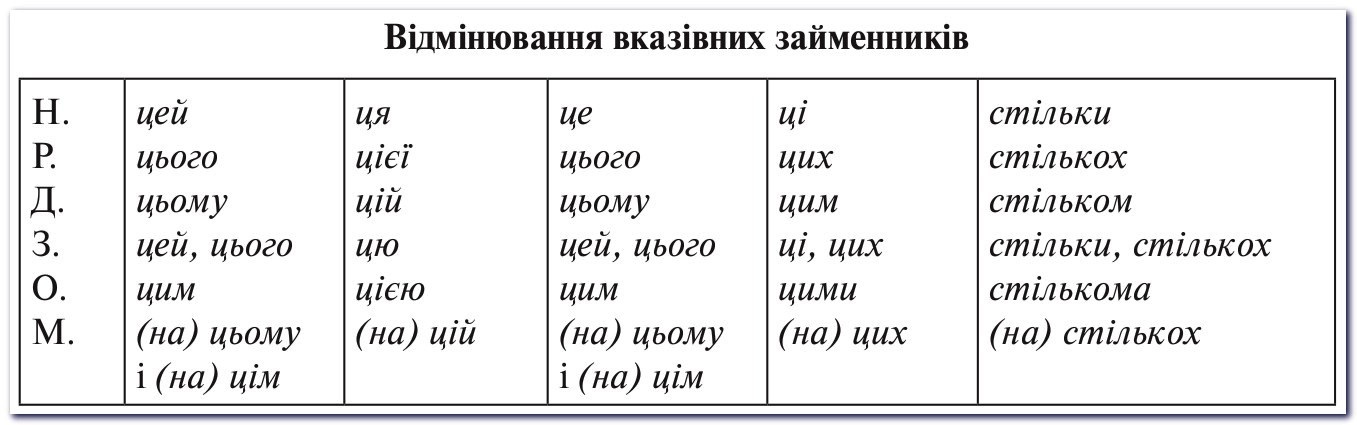 Відмінювання вказівних займенників
Н. цей ця це ці стільки
Р. цього цієї цього цих стількох
Д. цьому цій цьому цим стільком
З. цей, цього цю цей, цього ці, цих стільки, стількох
О. цим цією цим цими стількома
М. (на) цьому (на) цій (на) цьому (на) цих (на) стількох
і (на) цім і (на) цім